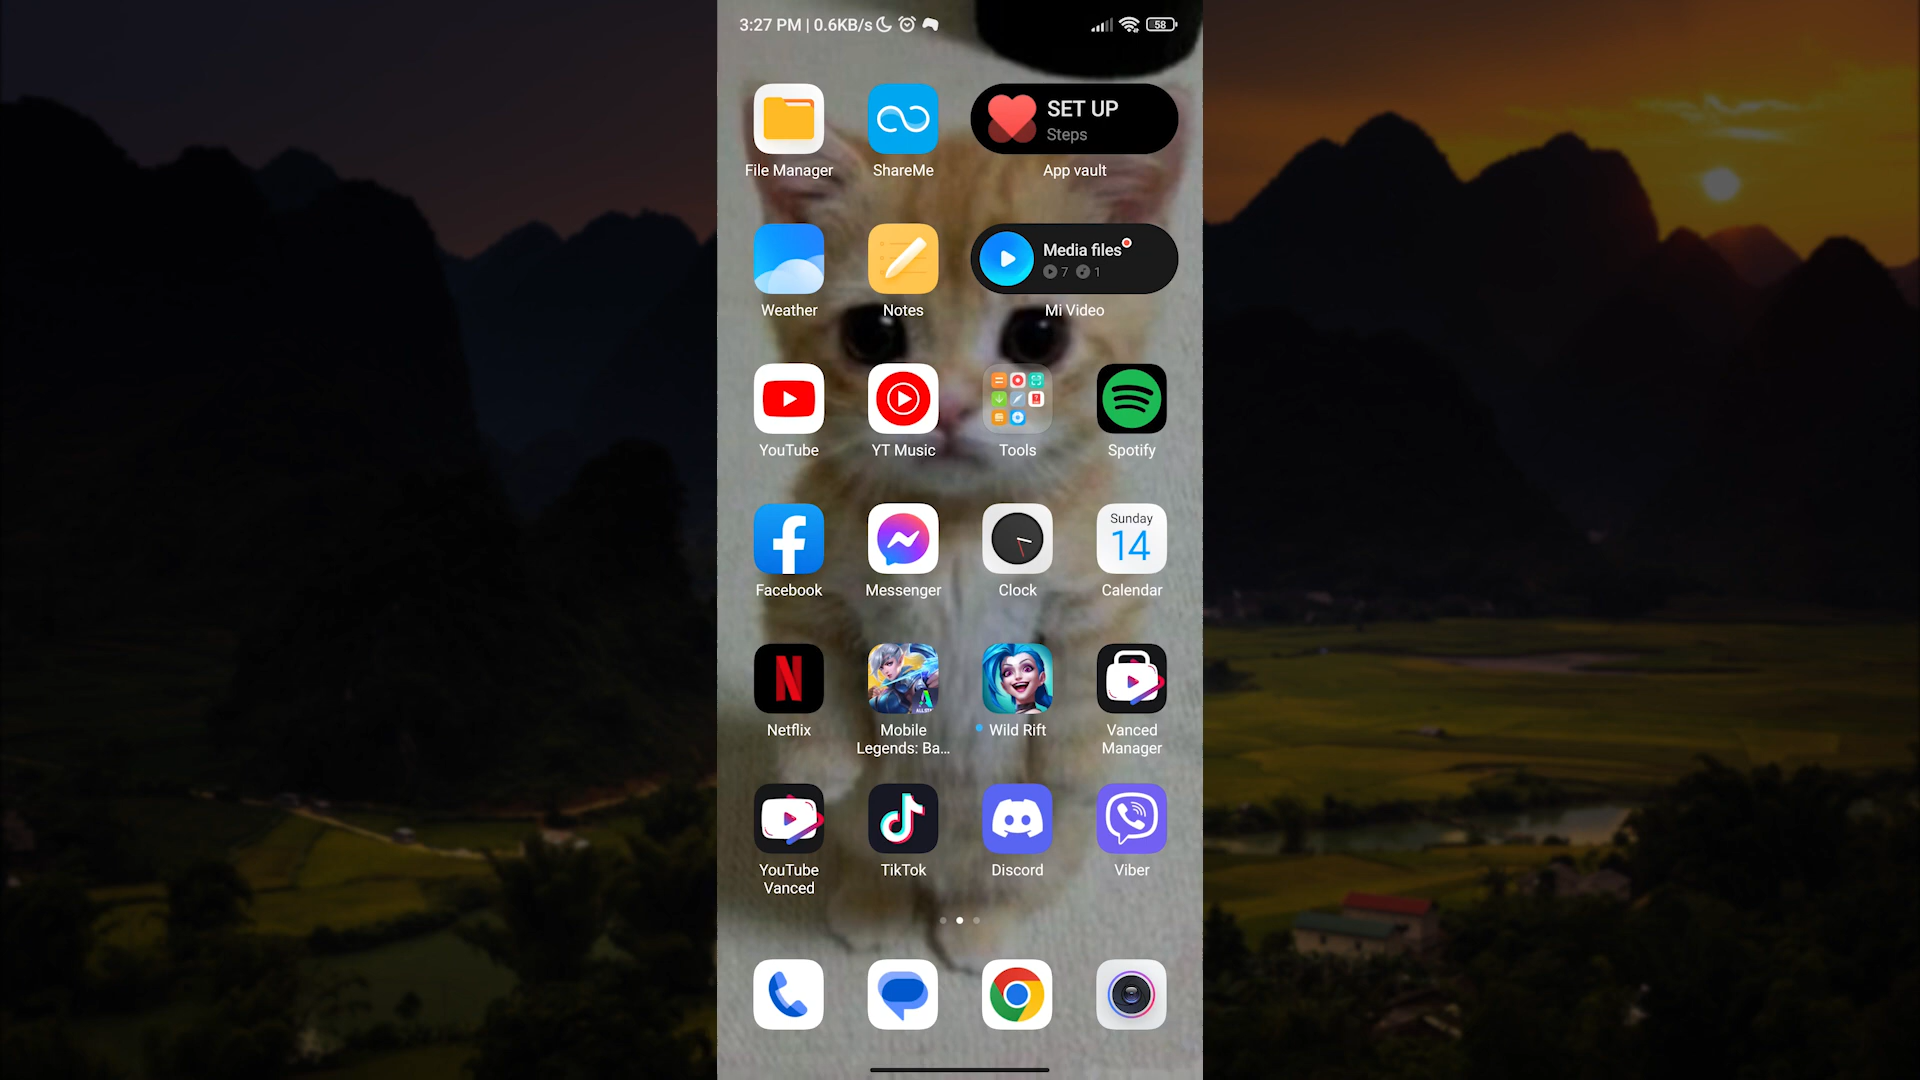 3:27 PM | 0.6KB/s
58
SET UP
Steps
File Manager
ShareMe
App vault
Media files
7
1
Weather
Notes
Mi Video
YouTube
YT Music
Tools
Spotify
Sunday
14
Facebook
Messenger
Clock
Calendar
N
Netflix
Mobile
Legends: Ba...
Wild Rift
Vanced
Manager
YouTube
Vanced
TikTok
Discord
Viber